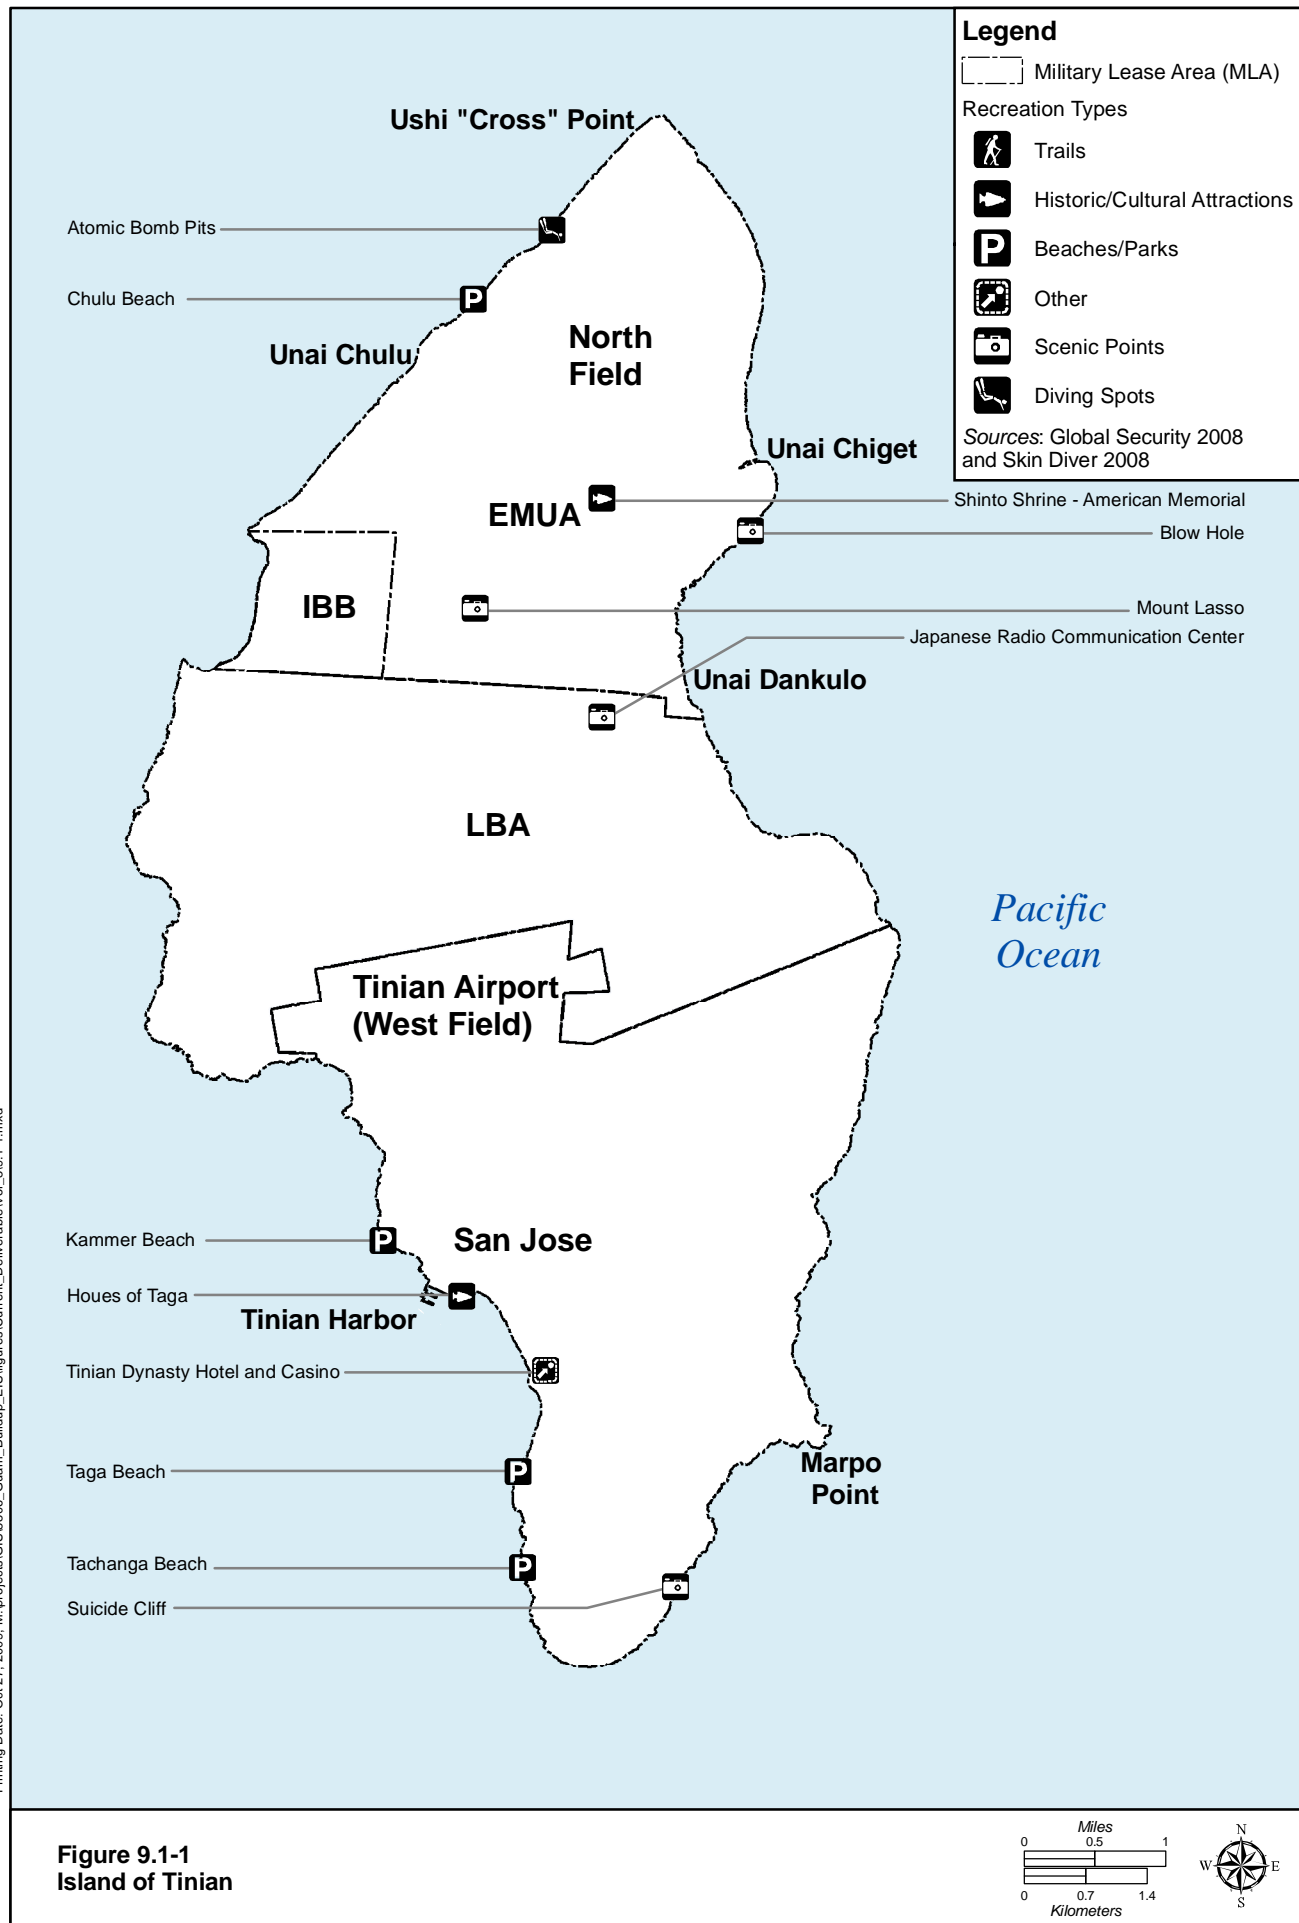 Legend
Military Lease Area (MLA)
Recreation Types
Trails
Historic/Cultural Attractions
P
Beaches/Parks
Other
Scenic Points
Diving Spots
Sources: Global Security 2008
and Skin Diver 2008
Ushi "Cross" Point
Atomic Bomb Pits
Chulu Beach
P
Unai Chulu
North
Field
Unai Chiget
Shinto Shrine - American Memorial
EMUA
Blow Hole
IBB
Mount Lasso
Japanese Radio Communication Center
Unai Dankulo
LBA
Pacific
Ocean
Tinian Airport
(West Field)
Kammer Beach
P
San Jose
Houes of Taga
Tinian Harbor
Tinian Dynasty Hotel and Casino
Taga Beach
P
Marpo
Point
Tachanga Beach
P
Suicide Cliff
Figure 9.1-1
Island of Tinian
Miles
0 0.5 1
0 0.7 1.4
Kilometers
N
W E
S